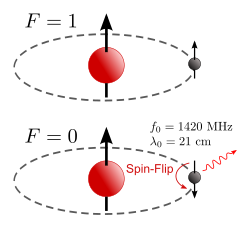 F = 1
F = 0
f₀ = 1420 MHz
λ₀ = 21 cm
Spin-Flip